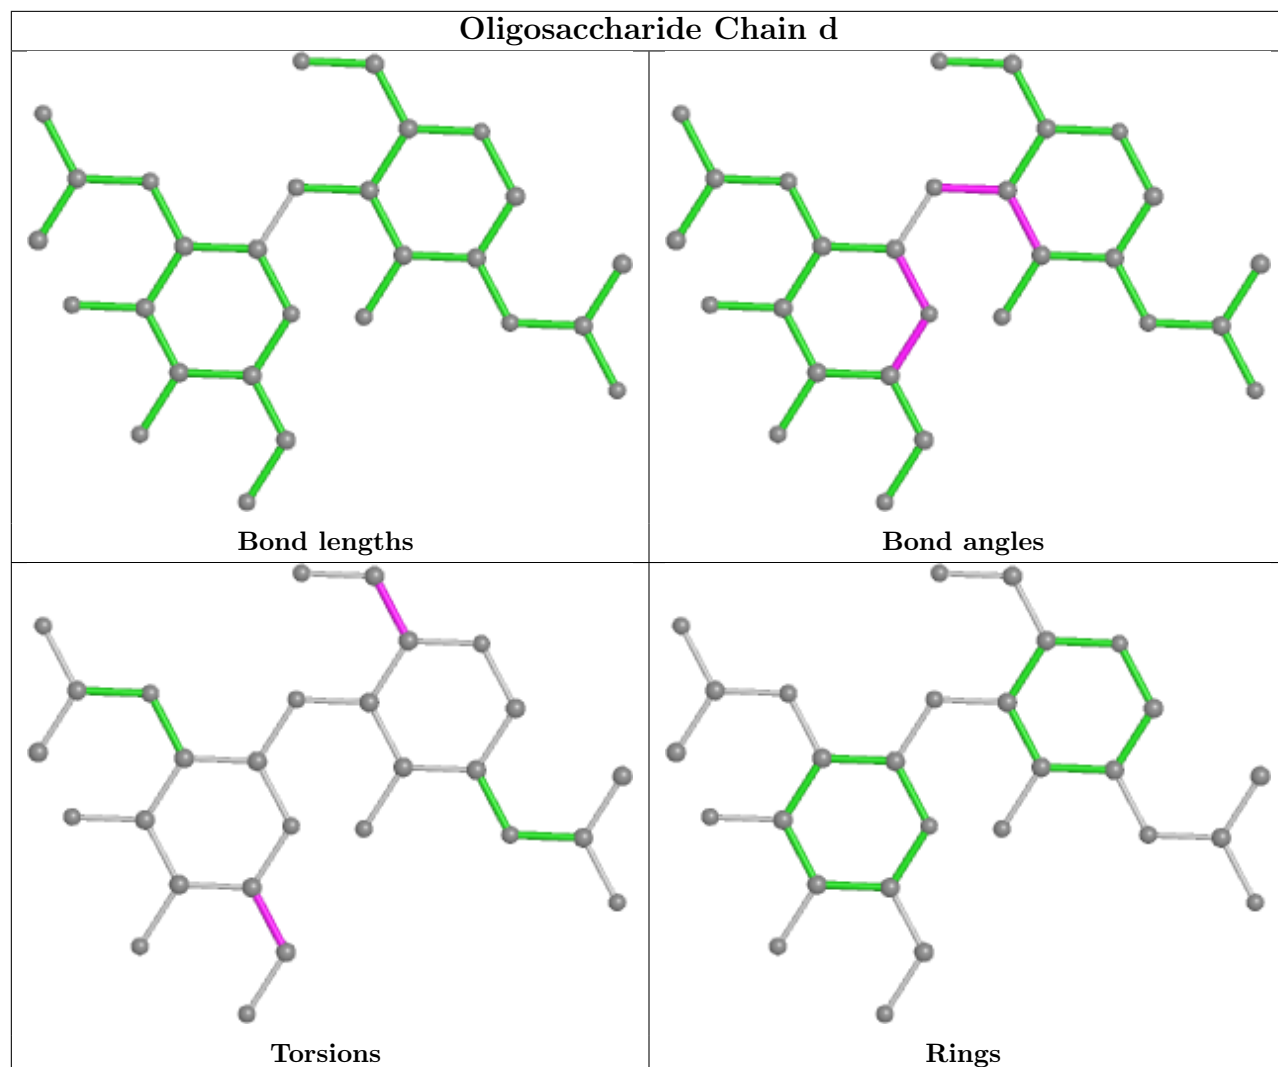 Oligosaccharide Chain d
Bond lengths
Bond angles
Torsions
Rings